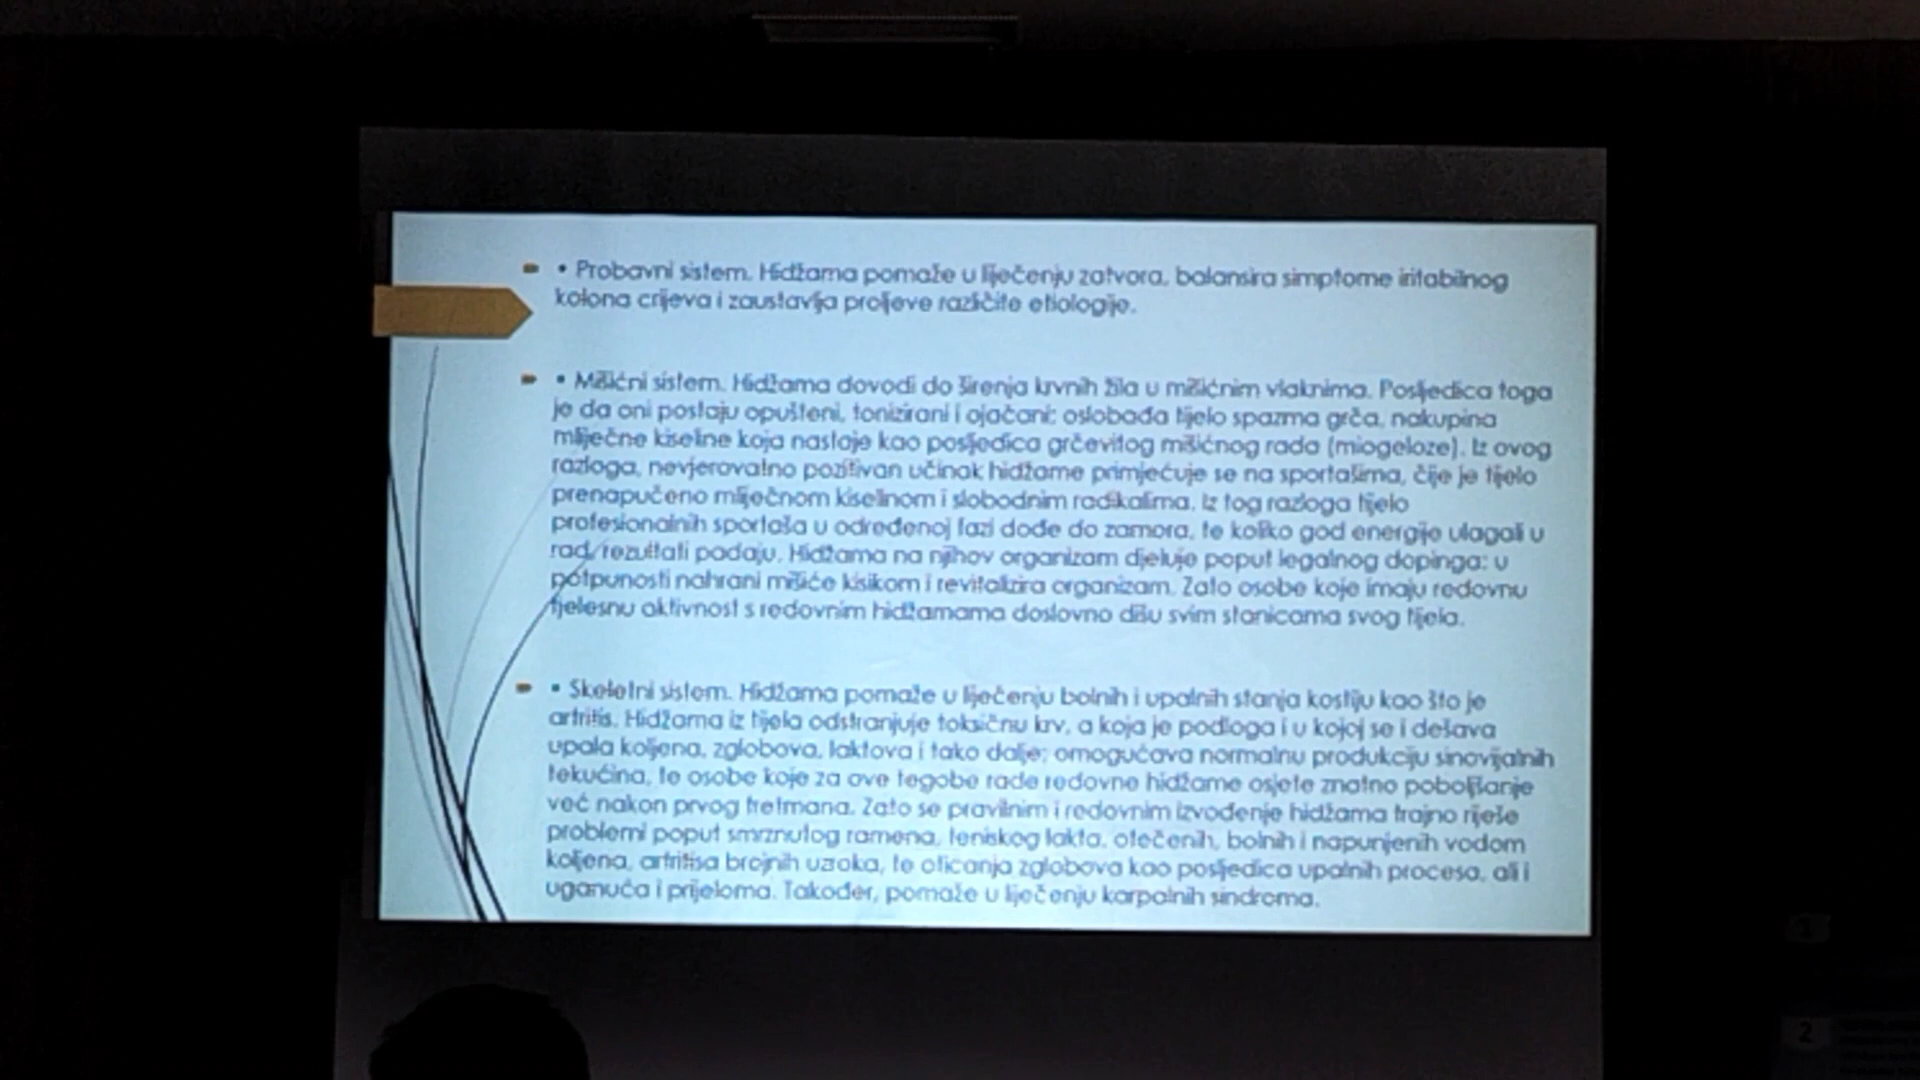 • Probavni sistem. Hidžama pomaže u liječenju zatvora, balansira simptome iritabilnog
kolona crijeva i zaustavlja proljeve različite etiologije.
• Mišićni sistem. Hidžama dovodi do širenja krvnih žila u mišićnim vlaknima. Posljedica toga
je da oni postaju opušteni, tonizirani i ojačani; oslobađa tijelo spazma grča, nakupina
mliječne kiseline koja nastaje kao posljedica grčevitog mišićnog rada (miogeloze). Iz ovog
razloga, nevjerovatno pozitivan učinak hidžame primjećuje se na sportašima, čije je tijelo
prenapučeno mliječnom kiselinom i slobodnim radikalima. Iz tog razloga tijelo
profesionalnih sportaša u određenoj fazi dođe do zamora, te koliko god energije ulagali u
rad, rezultati padaju. Hidžama na njihov organizam djeluje poput legalnog dopinga: u
potpunosti nahrani mišiće kisikom i revitalizira organizam. Zato osobe koje imaju redovnu
tjelesnu aktivnost s redovnim hidžamama doslovno dišu svim stanicama svog tijela.
• Skeletni sistem. Hidžama pomaže u liječenju bolnih i upalnih stanja kostiju kao što je
artritis. Hidžama iz tijela odstranjuje toksičnu krv, a koja je podloga i u kojoj se i dešava
upala koljena, zglobova, laktova i tako dalje; omogućava normalnu produkciju sinovijalnih
tekućina, te osobe koje za ove tegobe rade redovne hidžame osjete znatno poboljšanje
već nakon prvog tretmana. Zato se pravilnim i redovnim izvođenje hidžama trajno riješe
problemi poput smrznutog ramena, teniskog lakta, otečenih, bolnih i napunjenih vodom
koljena, artritisa brojnih uzroka, te oticanja zglobova kao posljedica upalnih procesa, ali i
uganuća i prijeloma. Također, pomaže u liječenju karpalnih sindroma.
2